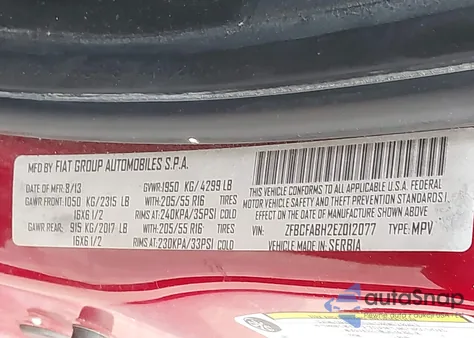 MFD BY FIAT GROUP AUTOMOBILES S.P.A.
DATE OF MFR: 8/13 GVWR: 1950 KG/ 4299 LB
GAWR FRONT: 1050 KG/2315 LB WITH: 205/55 R16 TIRES
16X6 1/2 RIMS AT: 240KPA/35PSI COLD
GAWR REAR: 915 KG/2017 LB WITH: 205/55 R16 TIRES
16X6 1/2 RIMS AT: 230KPA/33PSI COLD
THIS VEHICLE CONFORMS TO ALL APPLICABLE U.S.A. FEDERAL
MOTOR VEHICLE SAFETY AND THEFT PREVENTION STANDARDS IN
EFFECT ON THE DATE OF MANUFACTURE SHOWN ABOVE.
VIN: ZFBCFABH2EZ012077 TYPE: MPV
VEHICLE MADE IN: SERBIA
autoSnap